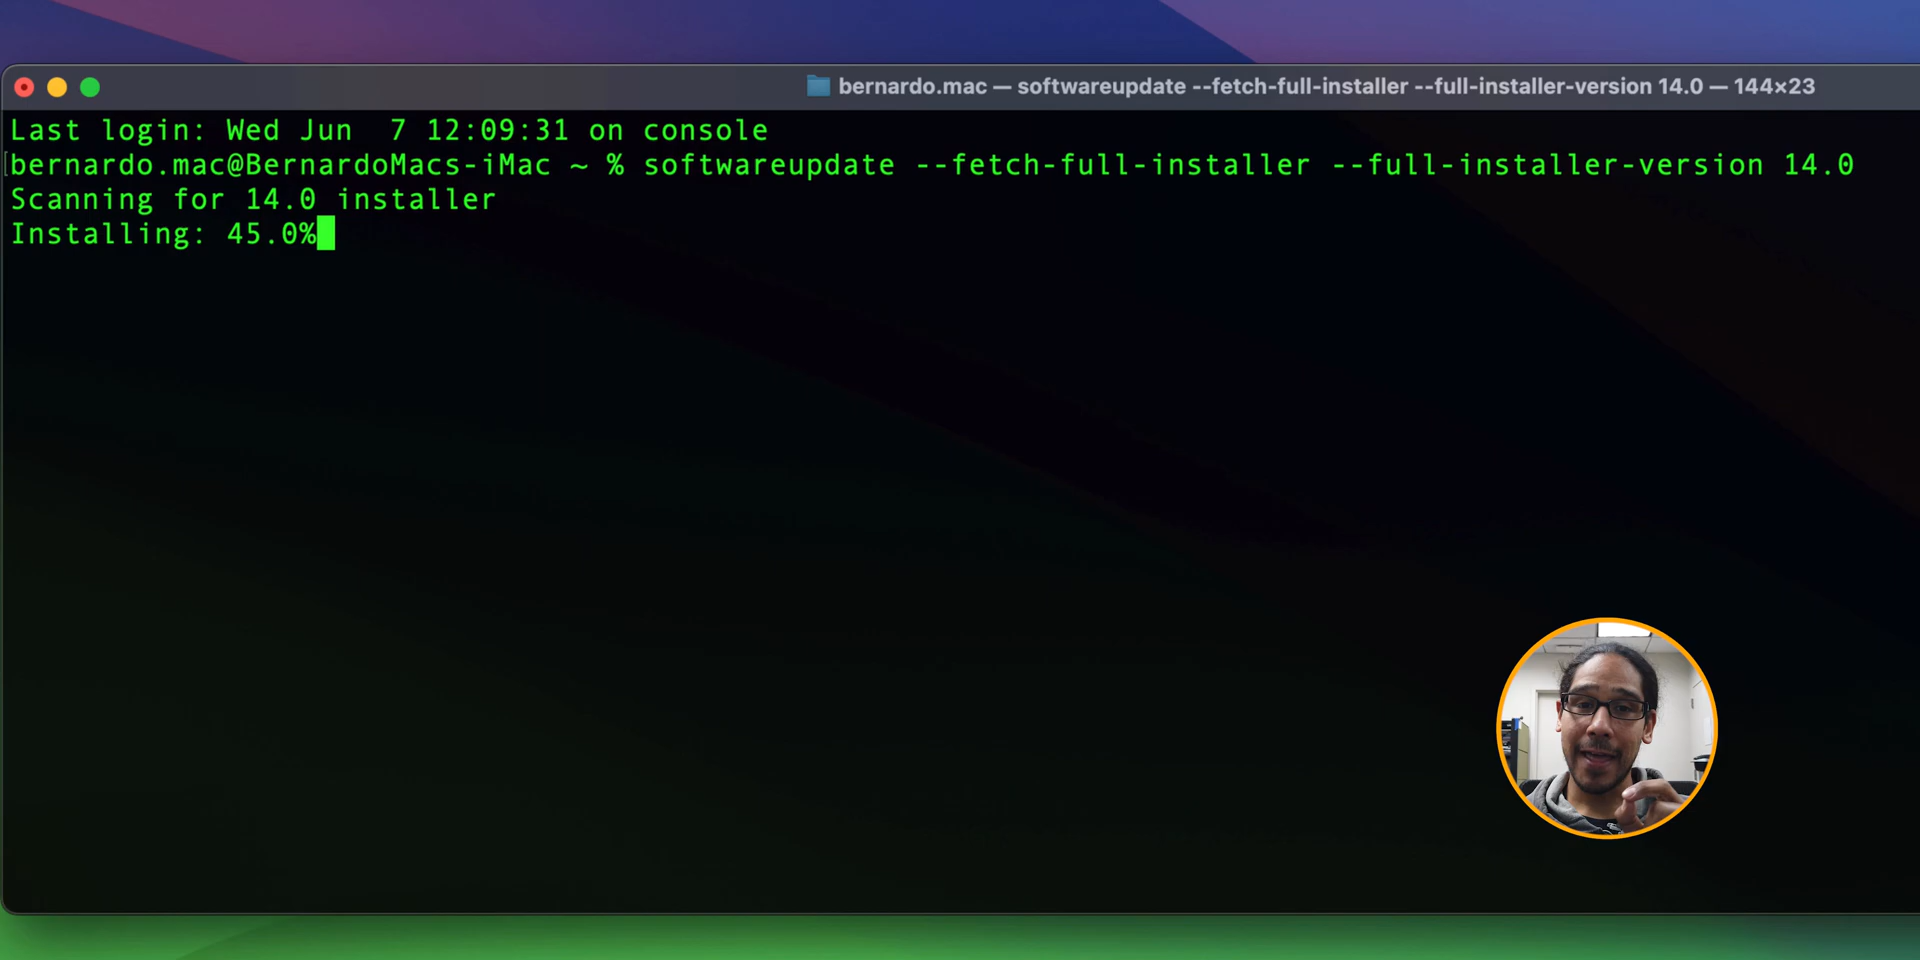 bernardo.mac — softwareupdate --fetch-full-installer --full-installer-version 14.0 — 144×23
Last login: Wed Jun  7 12:09:31 on console
[bernardo.mac@BernardoMacs-iMac ~ % softwareupdate --fetch-full-installer --full-installer-version 14.0
Scanning for 14.0 installer
Installing: 45.0%